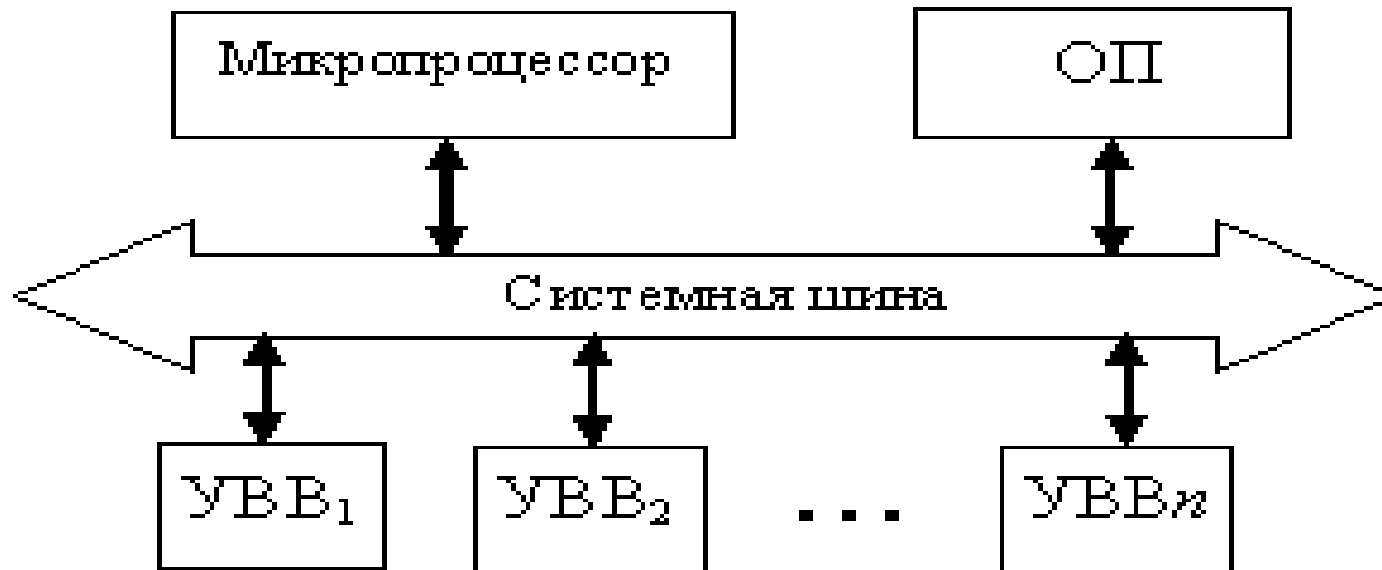 Микропроцессор
ОП
Системная шина
УВВ1
УВВ2
...
УВВn